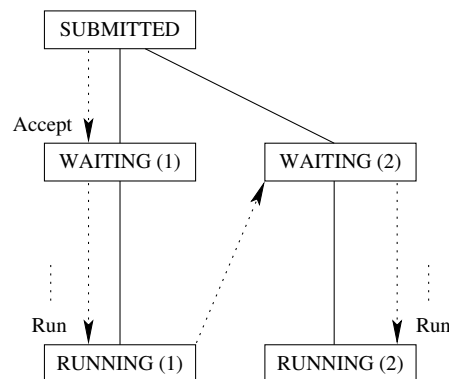 SUBMITTED
Accept
WAITING (1)
WAITING (2)
Run
Run
RUNNING (1)
RUNNING (2)